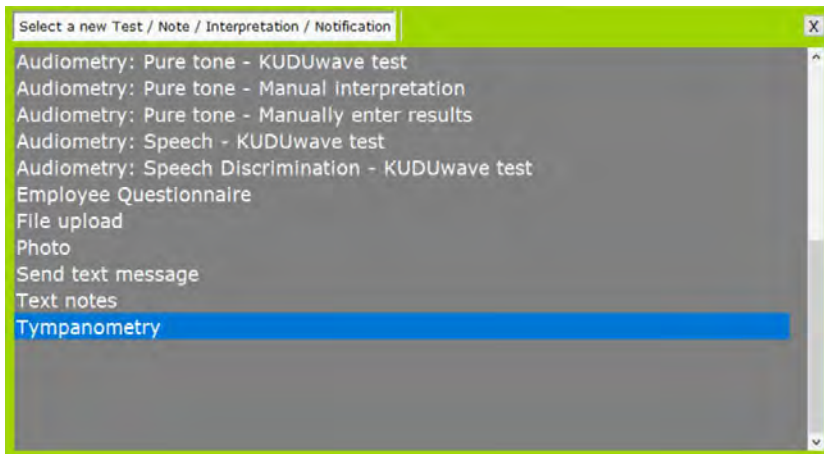 Select a new Test / Note / Interpretation / Notification
X
Audiometry: Pure tone - KUDUwave test
Audiometry: Pure tone - Manual interpretation
Audiometry: Pure tone - Manually enter results
Audiometry: Speech - KUDUwave test
Audiometry: Speech Discrimination - KUDUwave test
Employee Questionnaire
File upload
Photo
Send text message
Text notes
Tympanometry